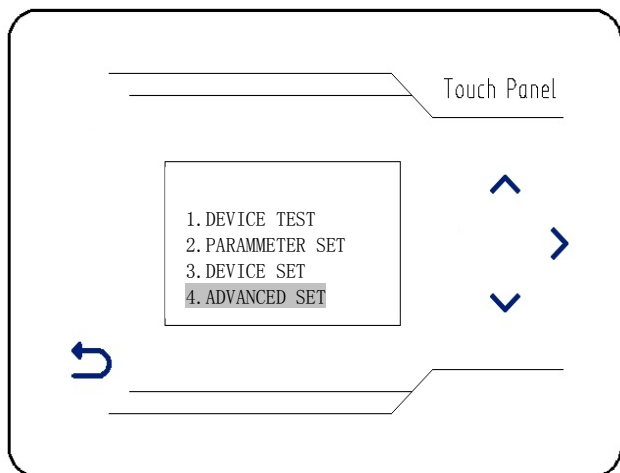 Touch Panel
1.DEVICE TEST
2.PARAMMETER SET
3.DEVICE SET
4.ADVANCED SET